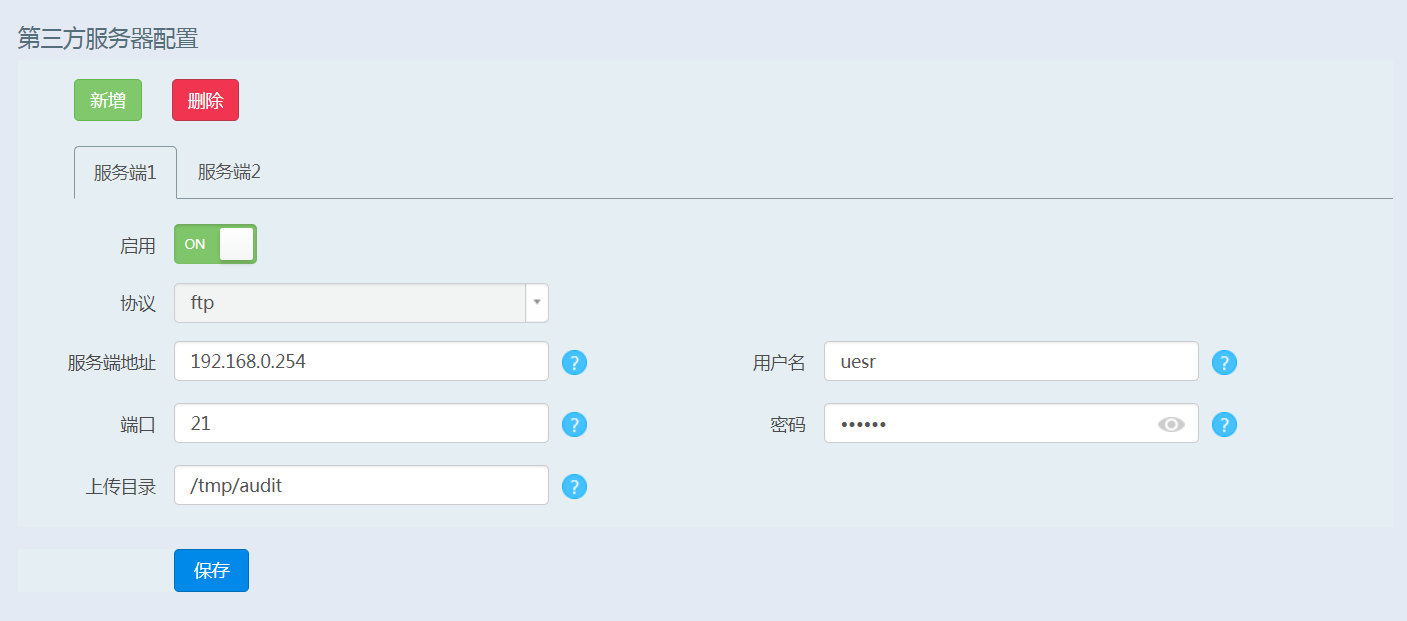 第三方服务器配置
新增 删除
服务端1 服务端2
启用 ON
协议 ftp
服务端地址 192.168.0.254 ? 用户名 uesr ?
端口 21 ? 密码 •••••• ?
上传目录 /tmp/audit ?
保存